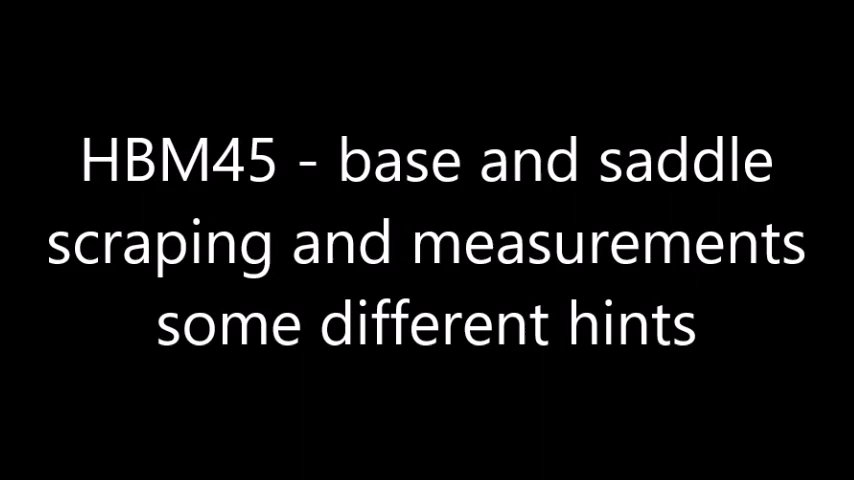 HBM45 - base and saddle
scraping and measurements
some different hints